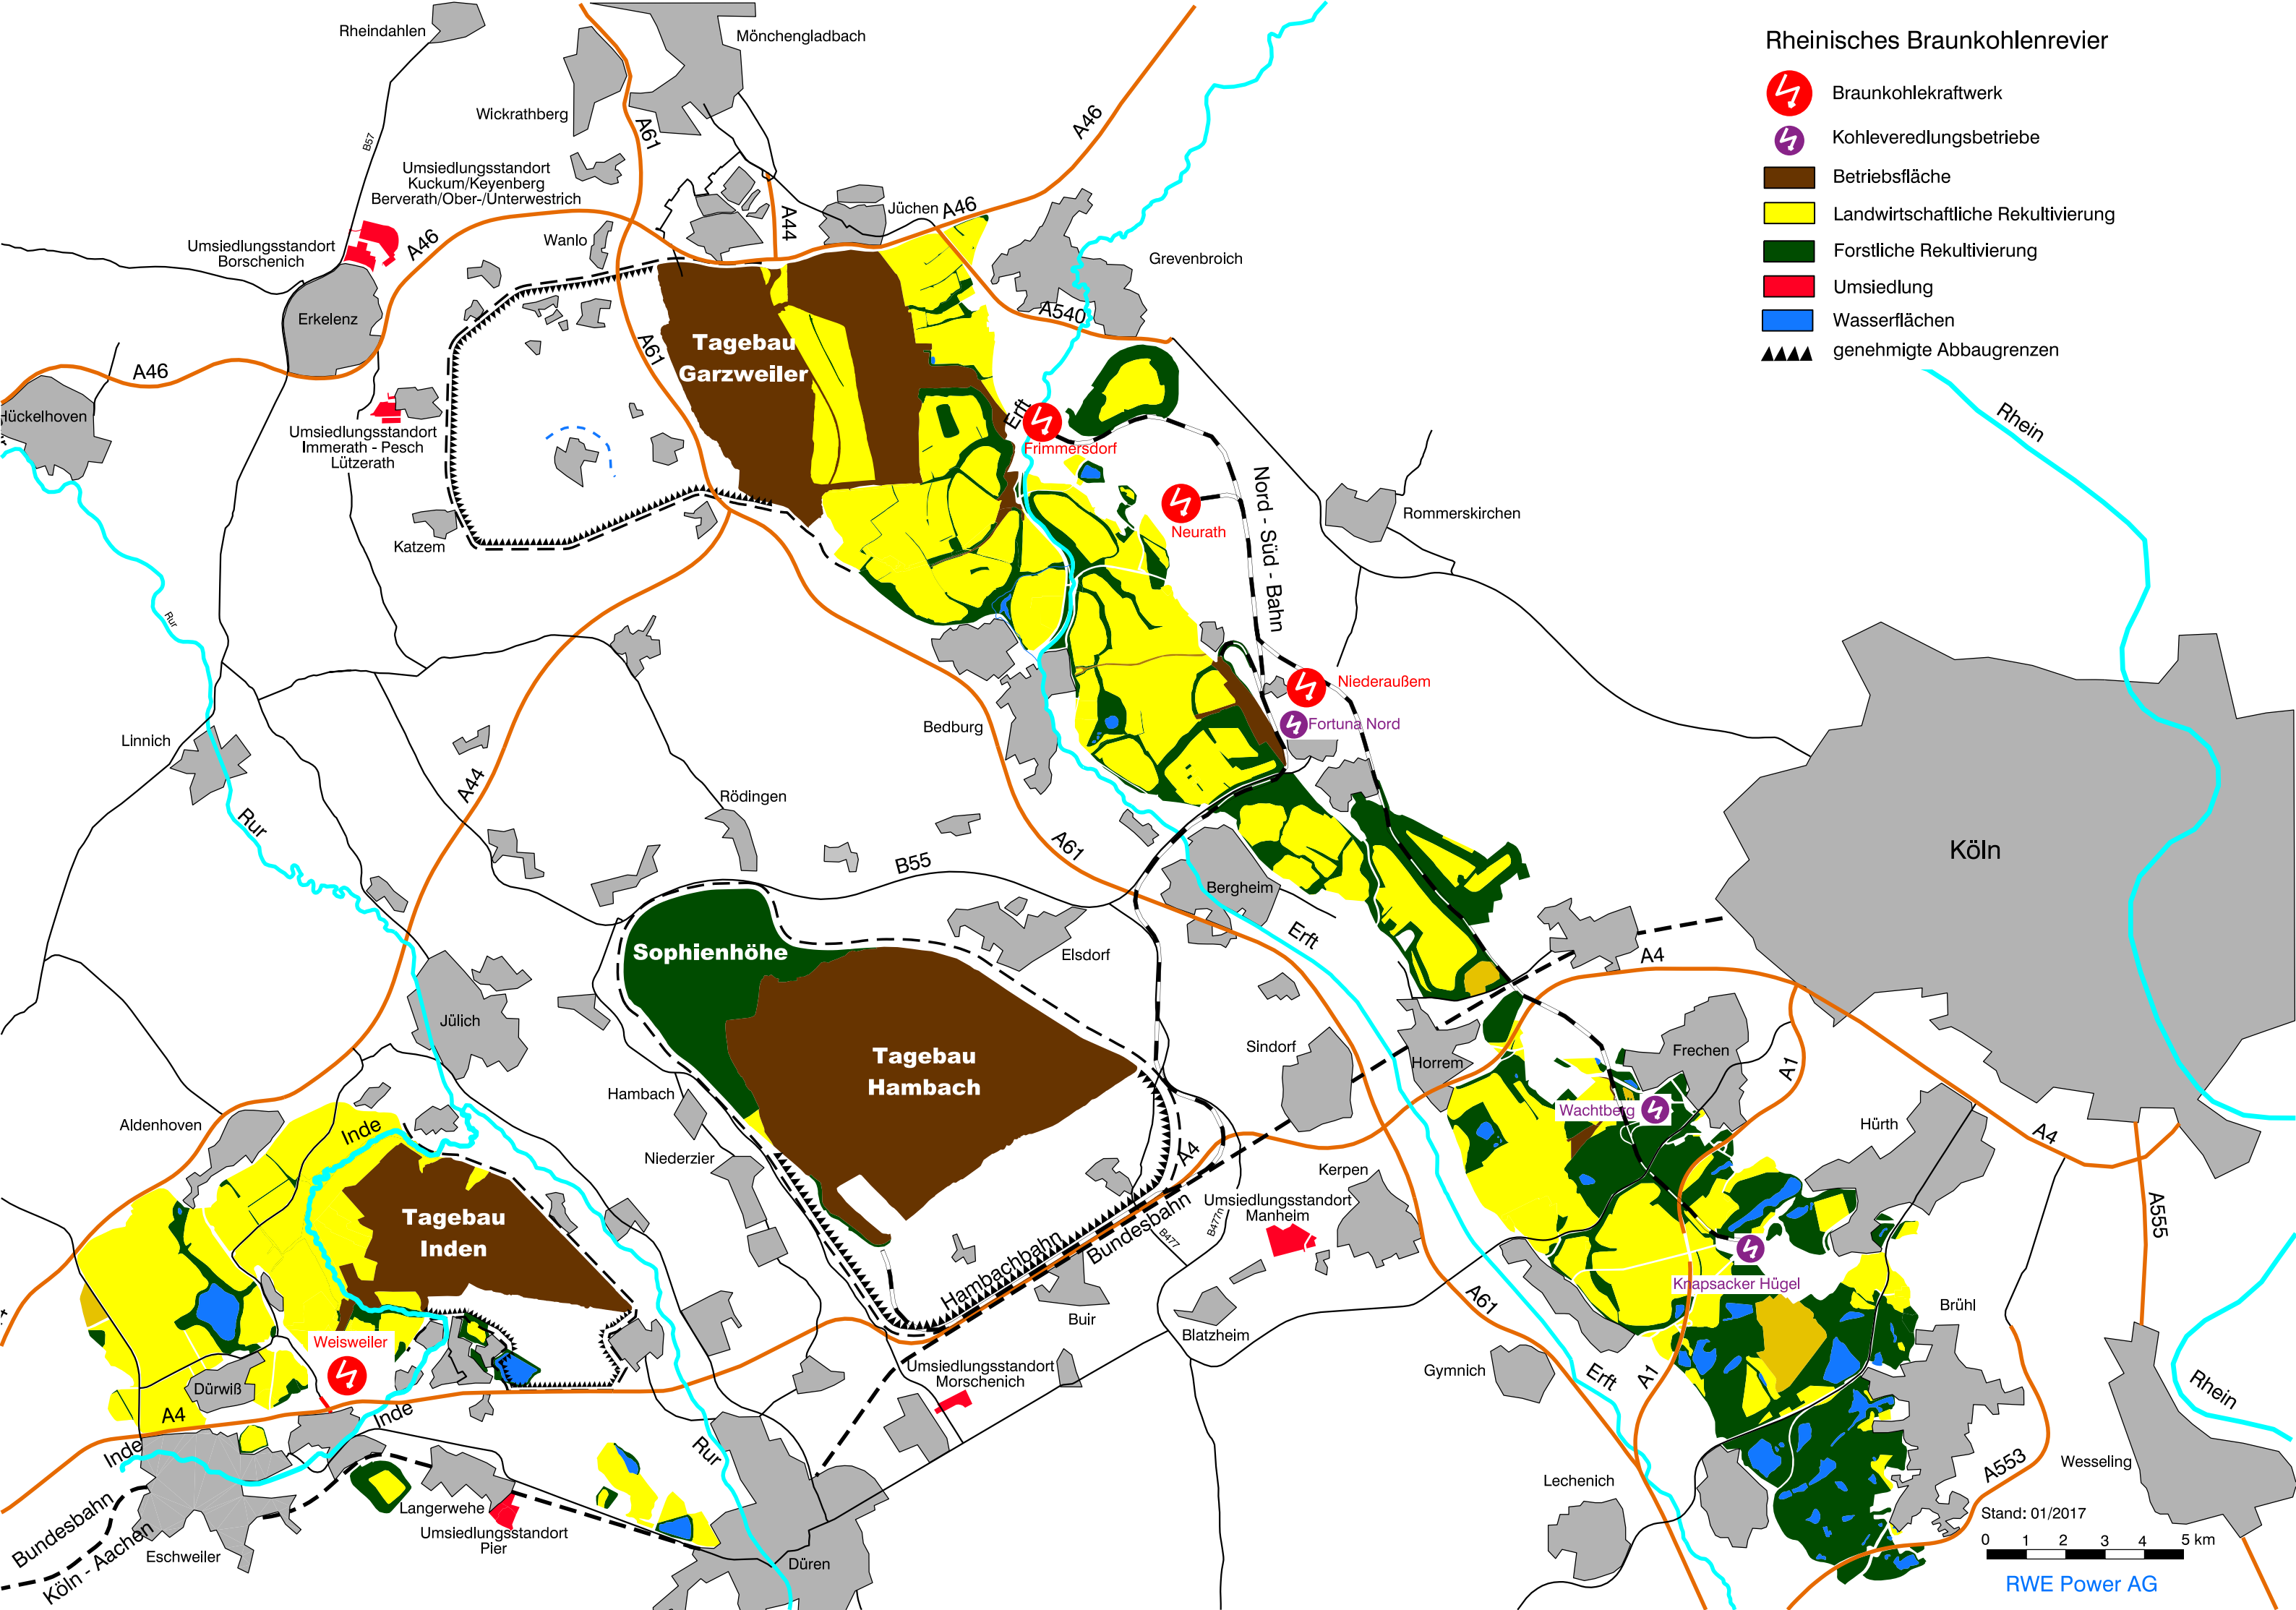 Rheinisches Braunkohlenrevier
Braunkohlekraftwerk
Kohleveredlungsbetriebe
Betriebsfläche
Landwirtschaftliche Rekultivierung
Forstliche Rekultivierung
Umsiedlung
Wasserflächen
genehmigte Abbaugrenzen
Rheindahlen
Mönchengladbach
Wickrathberg
A61
A46
B57
Umsiedlungsstandort
Kuckum/Keyenberg
Berverath/Ober-/Unterwestrich
Jüchen
A46
A44
Wanlo
Umsiedlungsstandort
Borschenich
A46
Grevenbroich
Erkelenz
A540
A61
Tagebau
Garzweiler
A46
Hückelhoven
Erft
Rhein
Umsiedlungsstandort
Immerath - Pesch
Lützerath
Frimmersdorf
Nord - Süd - Bahn
Rommerskirchen
Neurath
Katzem
Rur
Niederaußem
Fortuna Nord
Bedburg
Linnich
A44
Rödingen
Rur
A61
B55
Köln
Bergheim
Erft
Sophienhöhe
Elsdorf
A4
Jülich
Tagebau
Hambach
Sindorf
Horrem
Frechen
A1
Hambach
Wachtberg
Aldenhoven
Inde
Hürth
A4
Niederzier
A4
Kerpen
Umsiedlungsstandort
Manheim
Tagebau
Inden
Hambachbahn
Bundesbahn
B477
B477n
A555
Knapsacker Hügel
A61
Buir
Blatzheim
Brühl
Weisweiler
Umsiedlungsstandort
Morschenich
Gymnich
Erft
A1
Dürwiß
A4
Inde
Inde
Rur
Rhein
A553
Wesseling
Lechenich
Langerwehe
Umsiedlungsstandort
Pier
Bundesbahn
Köln - Aachen
Eschweiler
Düren
Stand: 01/2017
0 1 2 3 4 5 km
RWE Power AG